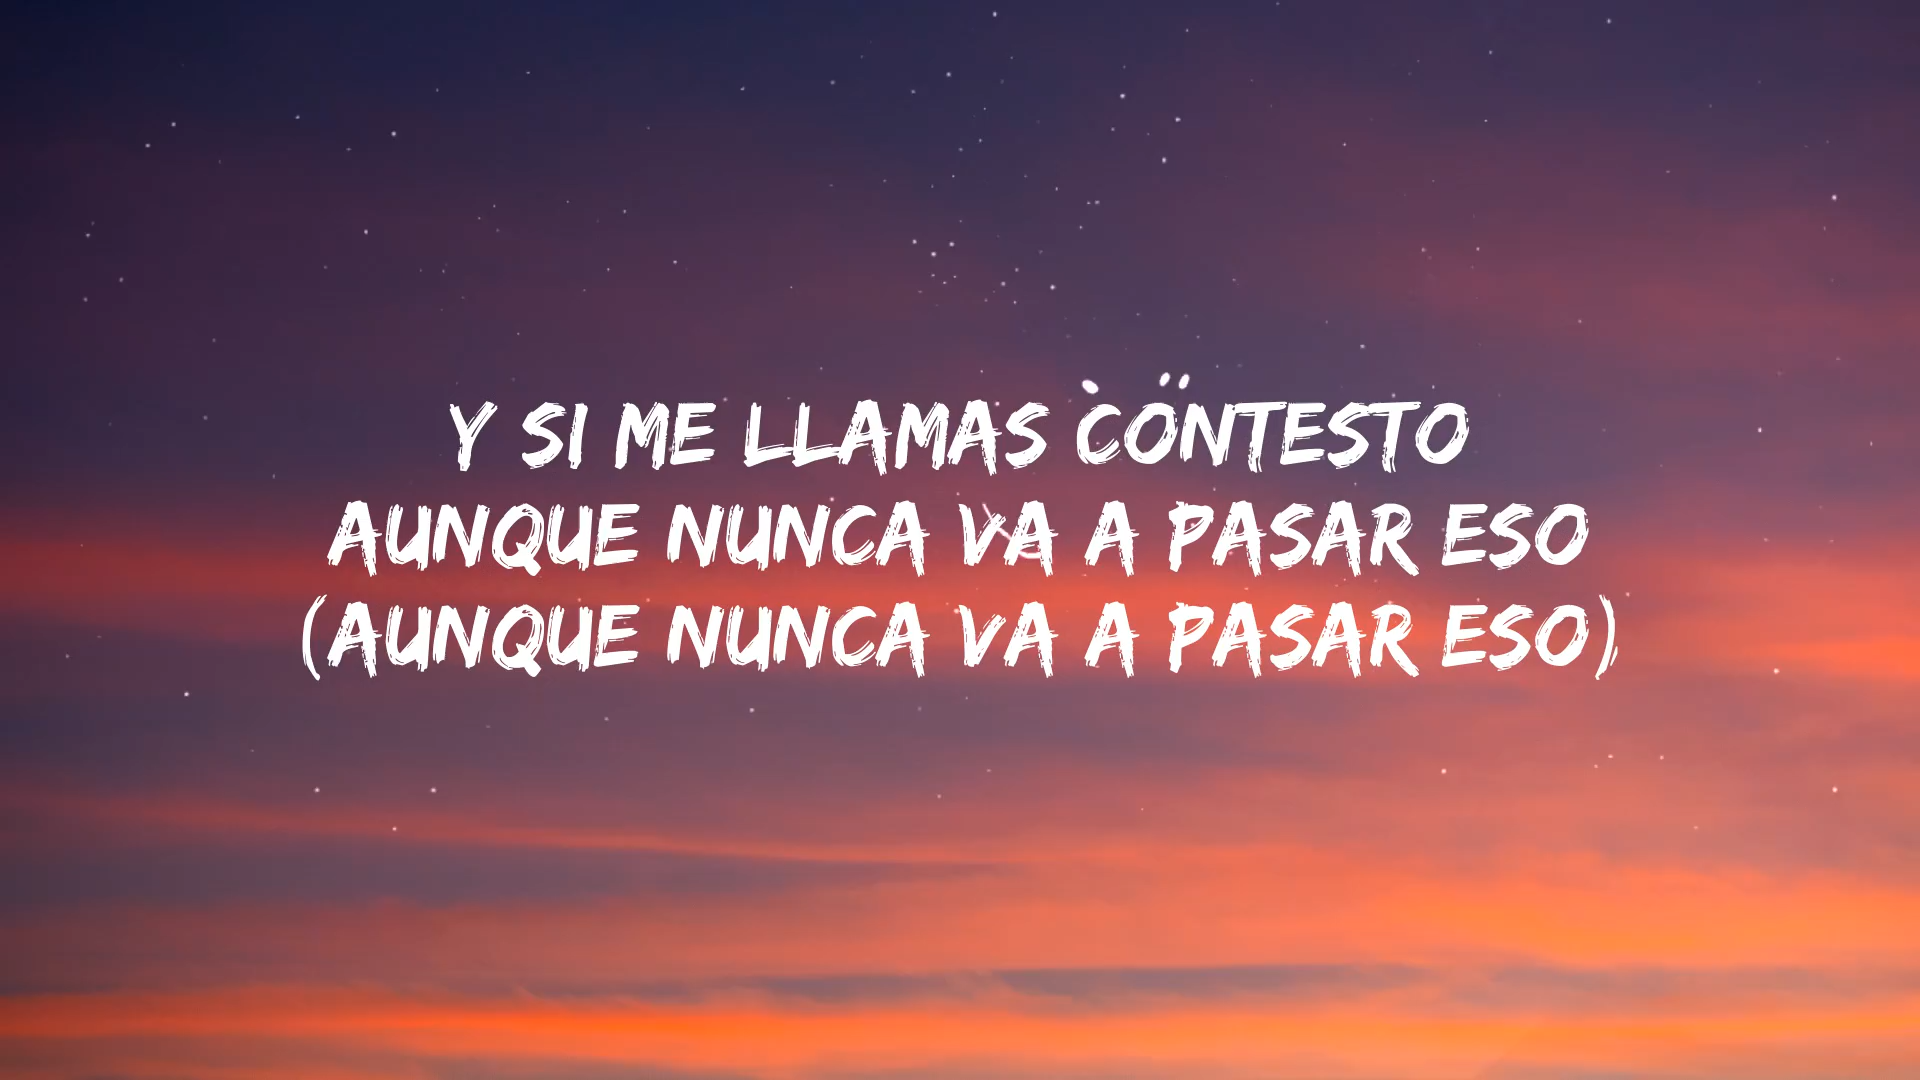 Y SI ME LLAMAS CONTESTO
AUNQUE NUNCA VA A PASAR ESO
(AUNQUE NUNCA VA A PASAR ESO)